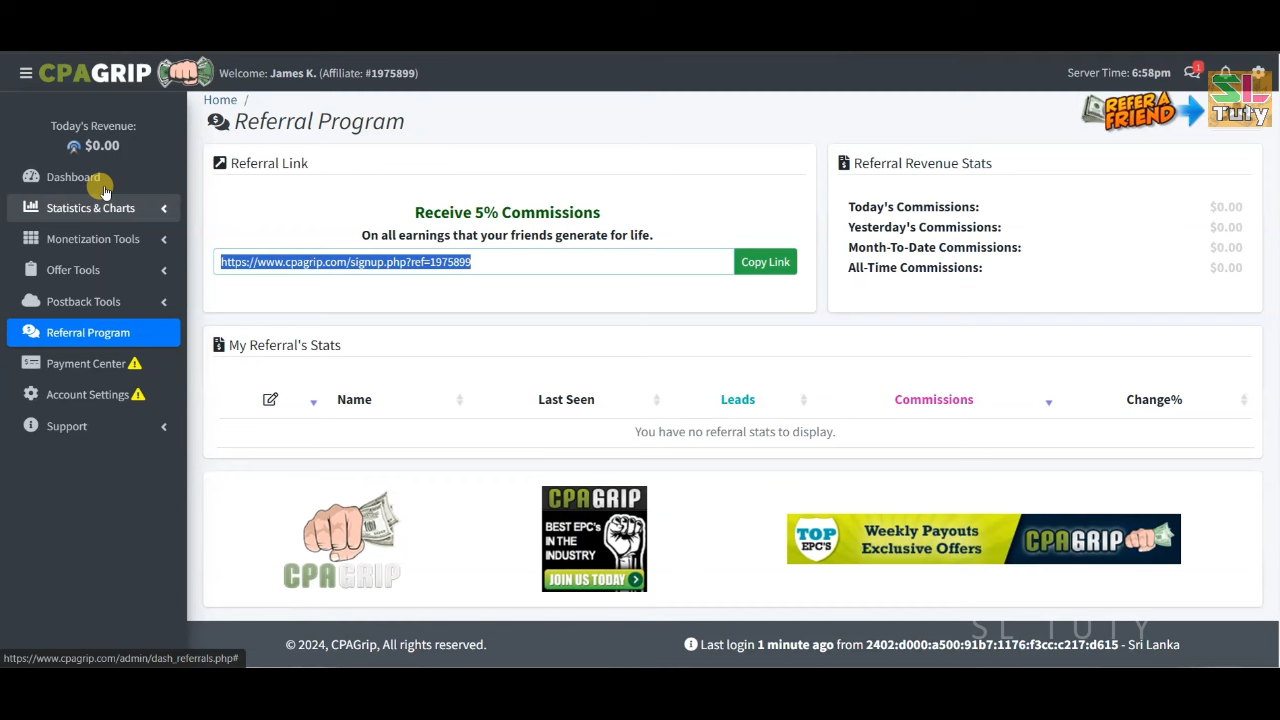 CPAGRIP
Welcome: James K. (Affiliate: #1975899)
Server Time: 6:58pm
1
SL
Tuty
Today's Revenue:
$0.00
Dashboard
Statistics & Charts
Monetization Tools
Offer Tools
Postback Tools
Referral Program
Payment Center
Account Settings
Support
Home /
Referral Program
REFER A
FRIEND
Referral Link
Receive 5% Commissions
On all earnings that your friends generate for life.
https://www.cpagrip.com/signup.php?ref=1975899
Copy Link
Referral Revenue Stats
Today's Commissions: $0.00
Yesterday's Commissions: $0.00
Month-To-Date Commissions: $0.00
All-Time Commissions: $0.00
My Referral's Stats
Name Last Seen Leads Commissions Change%
You have no referral stats to display.
CPAGRIP
CPAGRIP
BEST EPC's
IN THE
INDUSTRY
JOIN US TODAY
TOP
EPC'S
Weekly Payouts
Exclusive Offers
CPAGRIP
SL TUTY
© 2024, CPAGrip, All rights reserved.
Last login 1 minute ago from 2402:d000:a500:91b7:1176:f3cc:c217:d615 - Sri Lanka
https://www.cpagrip.com/admin/dash_referrals.php#